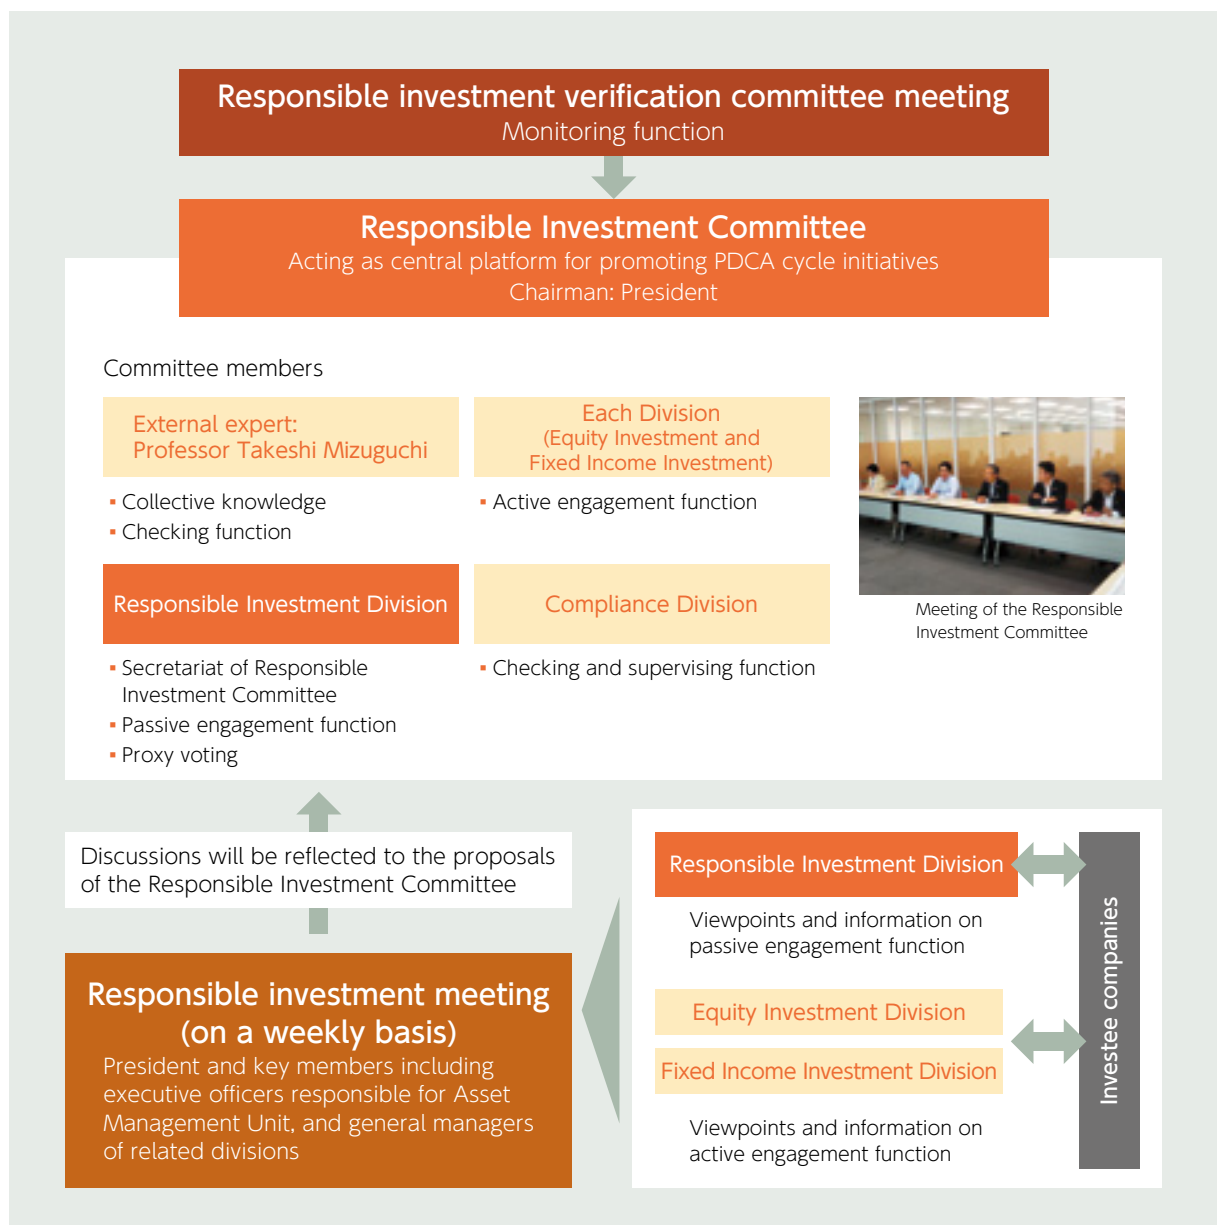 Responsible investment verification committee meeting
Monitoring function
Responsible Investment Committee
Acting as central platform for promoting PDCA cycle initiatives
Chairman: President
Committee members
External expert:
Professor Takeshi Mizuguchi
▪ Collective knowledge
▪ Checking function
Each Division
(Equity Investment and
Fixed Income Investment)
▪ Active engagement function
Responsible Investment Division
▪ Secretariat of Responsible
Investment Committee
▪ Passive engagement function
▪ Proxy voting
Compliance Division
▪ Checking and supervising function
Meeting of the Responsible
Investment Committee
Discussions will be reflected to the proposals
of the Responsible Investment Committee
Responsible investment meeting
(on a weekly basis)
President and key members including
executive officers responsible for Asset
Management Unit, and general managers
of related divisions
Responsible Investment Division
Viewpoints and information on
passive engagement function
Equity Investment Division
Fixed Income Investment Division
Viewpoints and information on
active engagement function
Investee companies